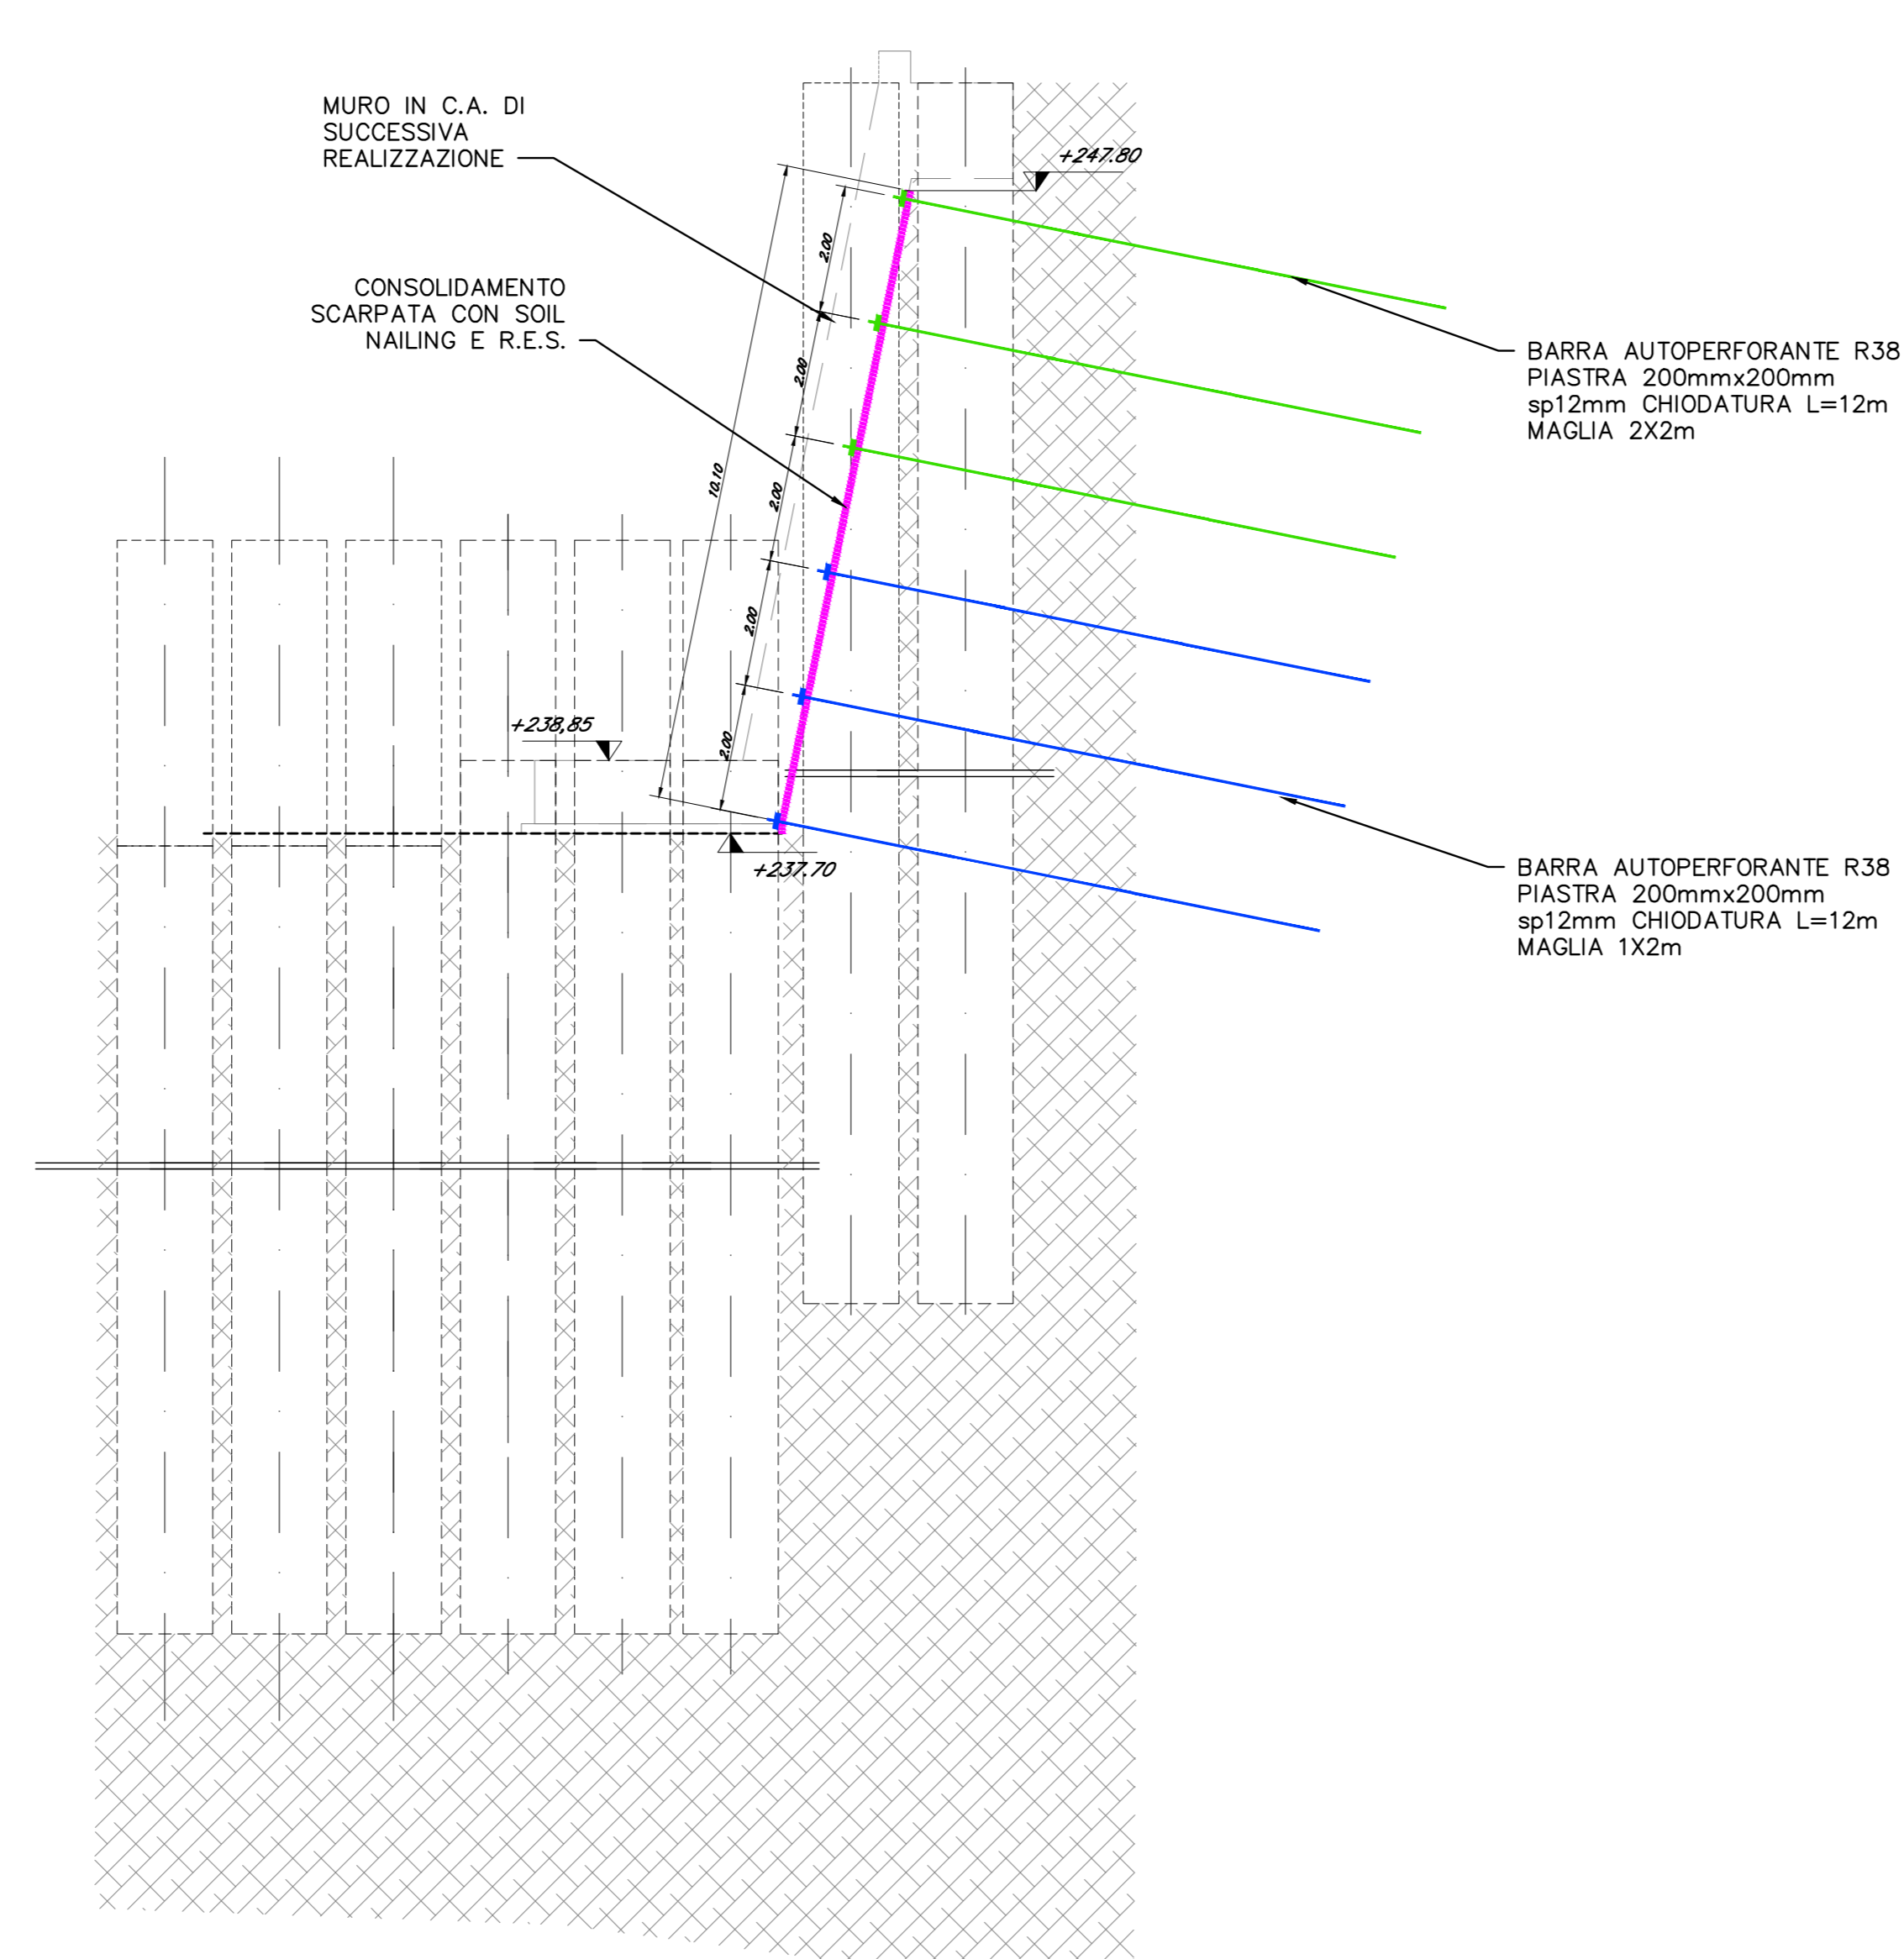 MURO IN C.A. DI
SUCCESSIVA
REALIZZAZIONE
+247.80
CONSOLIDAMENTO
SCARPATA CON SOIL
NAILING E R.E.S.
2.00
BARRA AUTOPERFORANTE R38
PIASTRA 200mmx200mm
sp12mm CHIODATURA L=12m
MAGLIA 2X2m
2.00
10.10
2.00
2.00
+238,85
2.00
+237.70
BARRA AUTOPERFORANTE R38
PIASTRA 200mmx200mm
sp12mm CHIODATURA L=12m
MAGLIA 1X2m